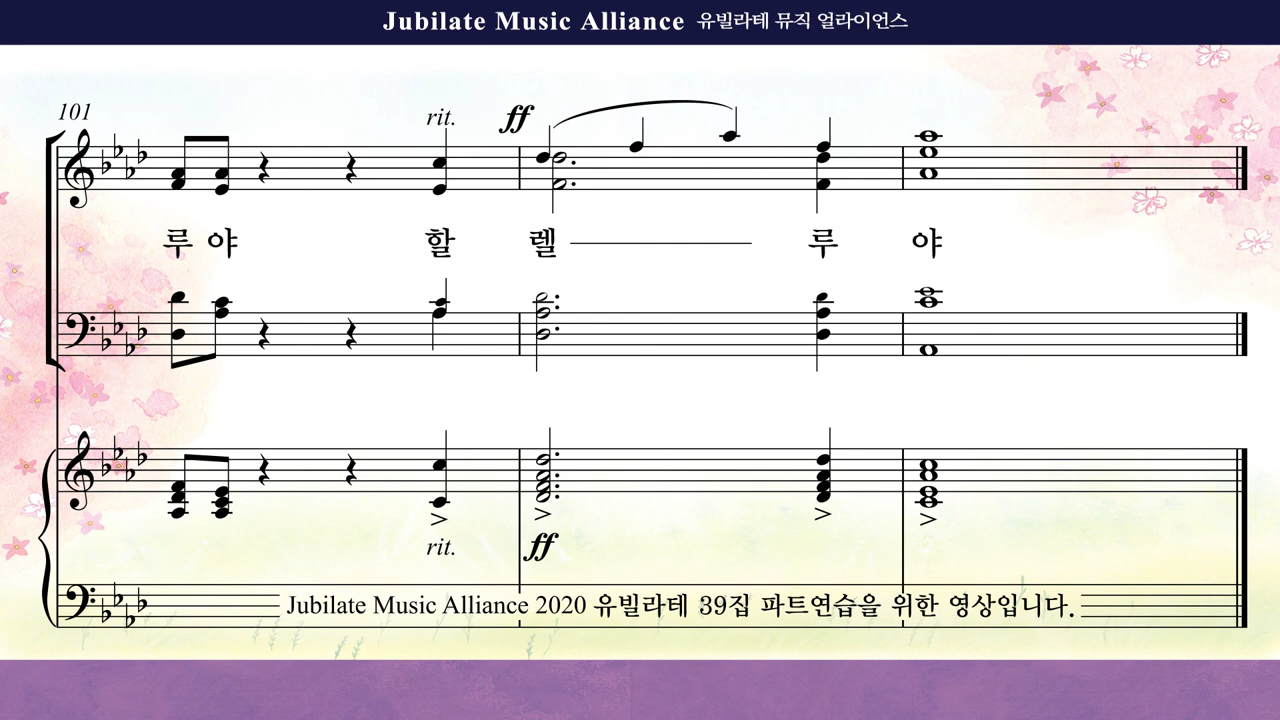 Jubilate Music Alliance 유빌라테 뮤직 얼라이언스
101
rit. ff
루 야 할 렐 루 야
rit. ff
Jubilate Music Alliance 2020 유빌라테 39집 파트연습을 위한 영상입니다.